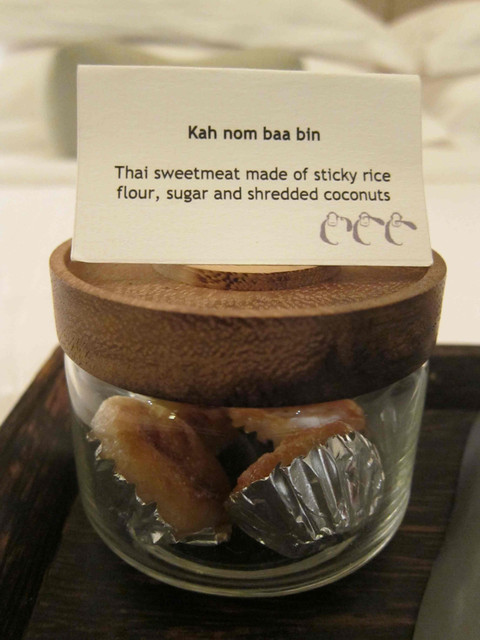 Kah nom baa bin
Thai sweetmeat made of sticky rice
flour, sugar and shredded coconuts